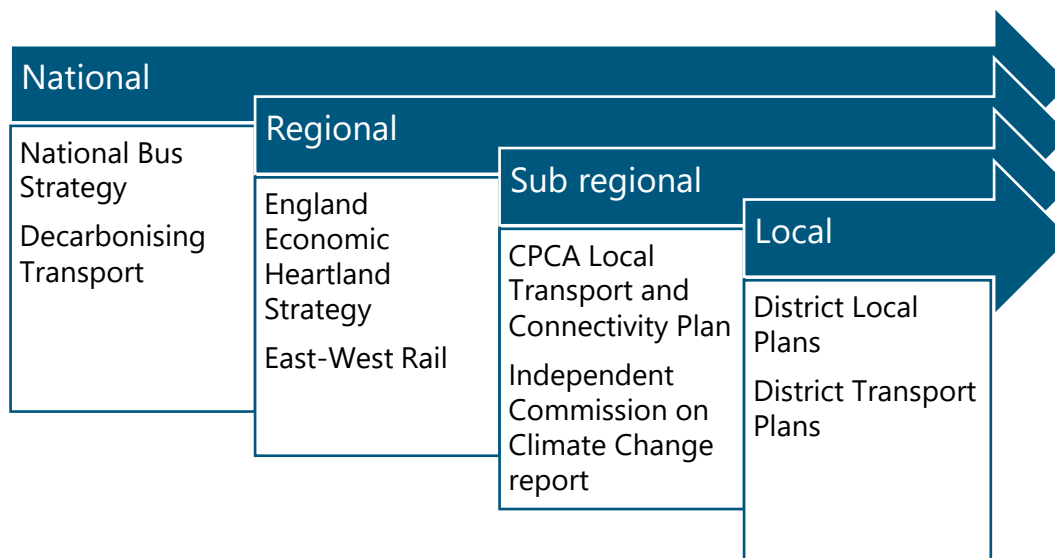 National
National Bus
Strategy
Decarbonising
Transport
Regional
England
Economic
Heartland
Strategy
East-West Rail
Sub regional
CPCA Local
Transport and
Connectivity Plan
Independent
Commission on
Climate Change
report
Local
District Local
Plans
District Transport
Plans